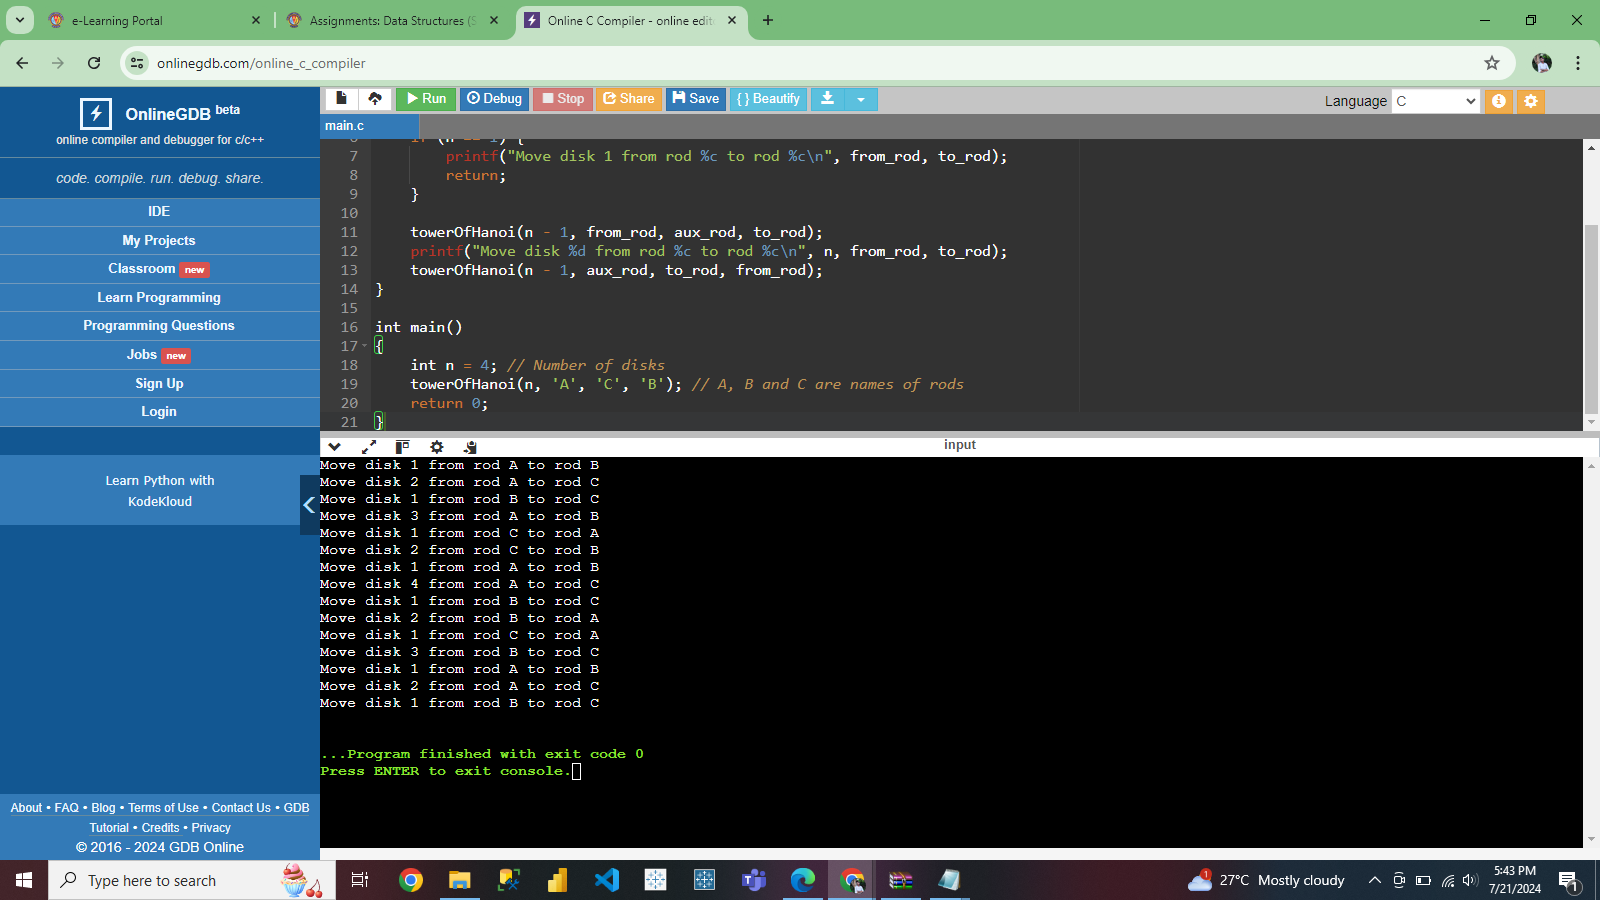 e-Learning Portal
Assignments: Data Structures (S
Online C Compiler - online edit
onlinegdb.com/online_c_compiler
OnlineGDB beta
online compiler and debugger for c/c++
code. compile. run. debug. share.
IDE
My Projects
Classroom new
Learn Programming
Programming Questions
Jobs new
Sign Up
Login
Learn Python with
KodeKloud
About • FAQ • Blog • Terms of Use • Contact Us • GDB
Tutorial • Credits • Privacy
© 2016 - 2024 GDB Online
Run Debug Stop Share Save { } Beautify
Language C
main.c
7 printf("Move disk 1 from rod %c to rod %c\n", from_rod, to_rod);
8 return;
9 }
10
11 towerOfHanoi(n - 1, from_rod, aux_rod, to_rod);
12 printf("Move disk %d from rod %c to rod %c\n", n, from_rod, to_rod);
13 towerOfHanoi(n - 1, aux_rod, to_rod, from_rod);
14 }
15
16 int main()
17 {
18 int n = 4; // Number of disks
19 towerOfHanoi(n, 'A', 'C', 'B'); // A, B and C are names of rods
20 return 0;
21 }
input
Move disk 1 from rod A to rod B
Move disk 2 from rod A to rod C
Move disk 1 from rod B to rod C
Move disk 3 from rod A to rod B
Move disk 1 from rod C to rod A
Move disk 2 from rod C to rod B
Move disk 1 from rod A to rod B
Move disk 4 from rod A to rod C
Move disk 1 from rod B to rod C
Move disk 2 from rod B to rod A
Move disk 1 from rod C to rod A
Move disk 3 from rod B to rod C
Move disk 1 from rod A to rod B
Move disk 2 from rod A to rod C
Move disk 1 from rod B to rod C
...Program finished with exit code 0
Press ENTER to exit console.
Type here to search
1
27°C Mostly cloudy
5:43 PM
7/21/2024
1